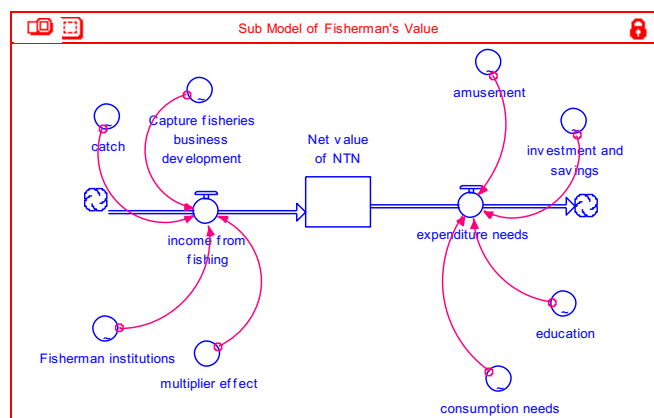 Sub Model of Fisherman's Value
amusement
Capture fisheries
business
development
catch
Net value
of NTN
investment and
savings
income from
fishing
expenditure needs
education
Fisherman institutions
multiplier effect
consumption needs